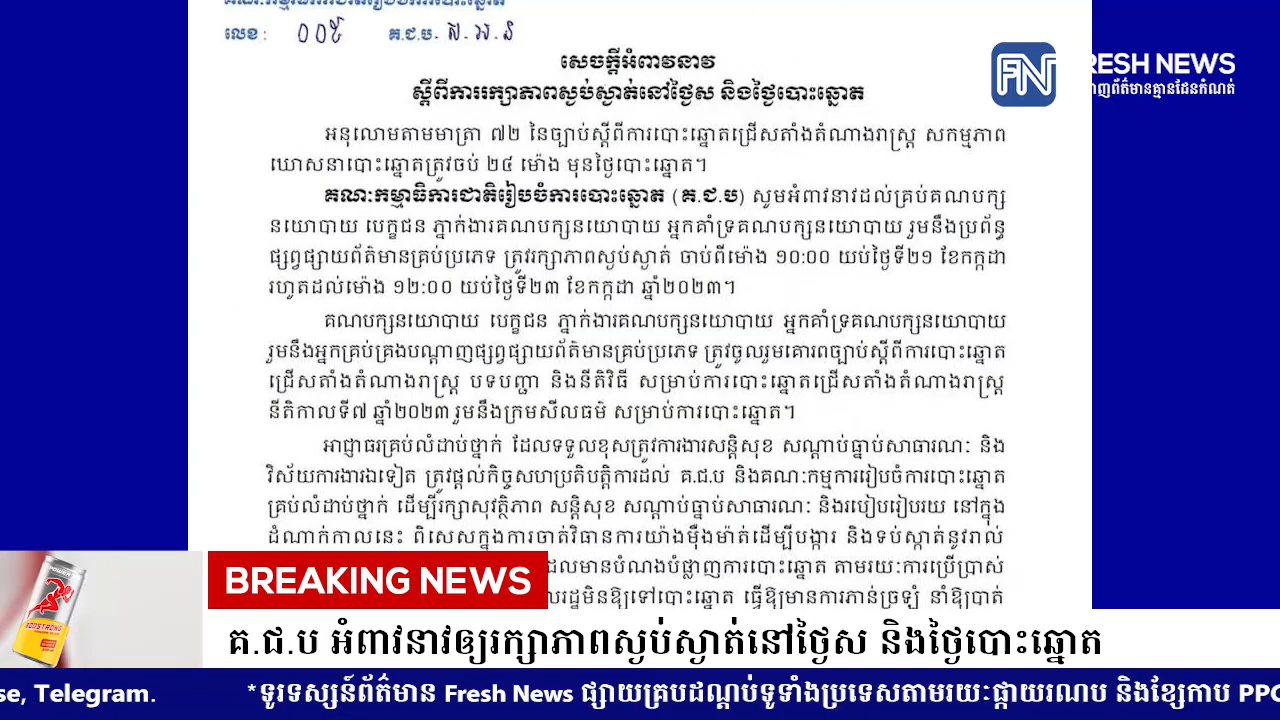 លេខ : ០០៥ គ.ជ.ប- ស.អ.ន
សេចក្ដីអំពាវនាវ
ស្ដីពីការរក្សាភាពស្ងប់ស្ងាត់នៅថ្ងៃស និងថ្ងៃបោះឆ្នោត
FRESH NEWS
អនុលោមតាមមាត្រា ៧២ នៃច្បាប់ស្ដីពីការបោះឆ្នោតជ្រើសតាំងតំណាងរាស្ត្រ សកម្មភាព
ឃោសនាបោះឆ្នោតត្រូវចប់ ២៤ ម៉ោង មុនថ្ងៃបោះឆ្នោត។
គណៈកម្មាធិការជាតិរៀបចំការបោះឆ្នោត (គ.ជ.ប) សូមអំពាវនាវដល់គ្រប់គណបក្ស
នយោបាយ បេក្ខជន ភ្នាក់ងារគណបក្សនយោបាយ អ្នកគាំទ្រគណបក្សនយោបាយ រួមនឹងប្រព័ន្ធ
ផ្សព្វផ្សាយព័ត៌មានគ្រប់ប្រភេទ ត្រូវរក្សាភាពស្ងប់ស្ងាត់ ចាប់ពីម៉ោង ១០:០០ យប់ថ្ងៃទី២១ ខែកក្កដា
រហូតដល់ម៉ោង ១២:០០ យប់ថ្ងៃទី២៣ ខែកក្កដា ឆ្នាំ២០២៣។
គណបក្សនយោបាយ បេក្ខជន ភ្នាក់ងារគណបក្សនយោបាយ អ្នកគាំទ្រគណបក្សនយោបាយ
រួមនឹងអ្នកគ្រប់គ្រងបណ្ដាញផ្សព្វផ្សាយព័ត៌មានគ្រប់ប្រភេទ ត្រូវចូលរួមគោរពច្បាប់ស្ដីពីការបោះឆ្នោត
ជ្រើសតាំងតំណាងរាស្ត្រ បទបញ្ជា និងនីតិវិធី សម្រាប់ការបោះឆ្នោតជ្រើសតាំងតំណាងរាស្ត្រ
នីតិកាលទី៧ ឆ្នាំ២០២៣ រួមនឹងក្រមសីលធម៌ សម្រាប់ការបោះឆ្នោត។
អាជ្ញាធរគ្រប់លំដាប់ថ្នាក់ ដែលទទួលខុសត្រូវការងារសន្តិសុខ សណ្ដាប់ធ្នាប់សាធារណៈ និង
វិស័យការងារឯទៀត ត្រូវផ្ដល់កិច្ចសហប្រតិបត្តិការដល់ គ.ជ.ប និងគណៈកម្មការរៀបចំការបោះឆ្នោត
គ្រប់លំដាប់ថ្នាក់ ដើម្បីរក្សាសុវត្ថិភាព សន្តិសុខ សណ្ដាប់ធ្នាប់សាធារណៈ និងរបៀបរៀបរយ នៅក្នុង
ដំណាក់កាលនេះ ពិសេសក្នុងការចាត់វិធានការយ៉ាងម៉ឺងម៉ាត់ដើម្បីបង្ការ និងទប់ស្កាត់នូវរាល់
ដែលមានបំណងបំផ្លាញការបោះឆ្នោត តាមរយៈការប្រើប្រាស់
មិនឱ្យទៅបោះឆ្នោត ធ្វើឱ្យមានការភាន់ច្រឡំ នាំឱ្យបាត់
BREAKING NEWS
គ.ជ.ប អំពាវនាវឲ្យរក្សាភាពស្ងប់ស្ងាត់នៅថ្ងៃស និងថ្ងៃបោះឆ្នោត
se, Telegram. *ទូរទស្សន៍ព័ត៌មាន Fresh News ផ្សាយគ្របដណ្ដប់ទូទាំងប្រទេសតាមរយៈផ្កាយរណប និងខ្សែកាប PPC